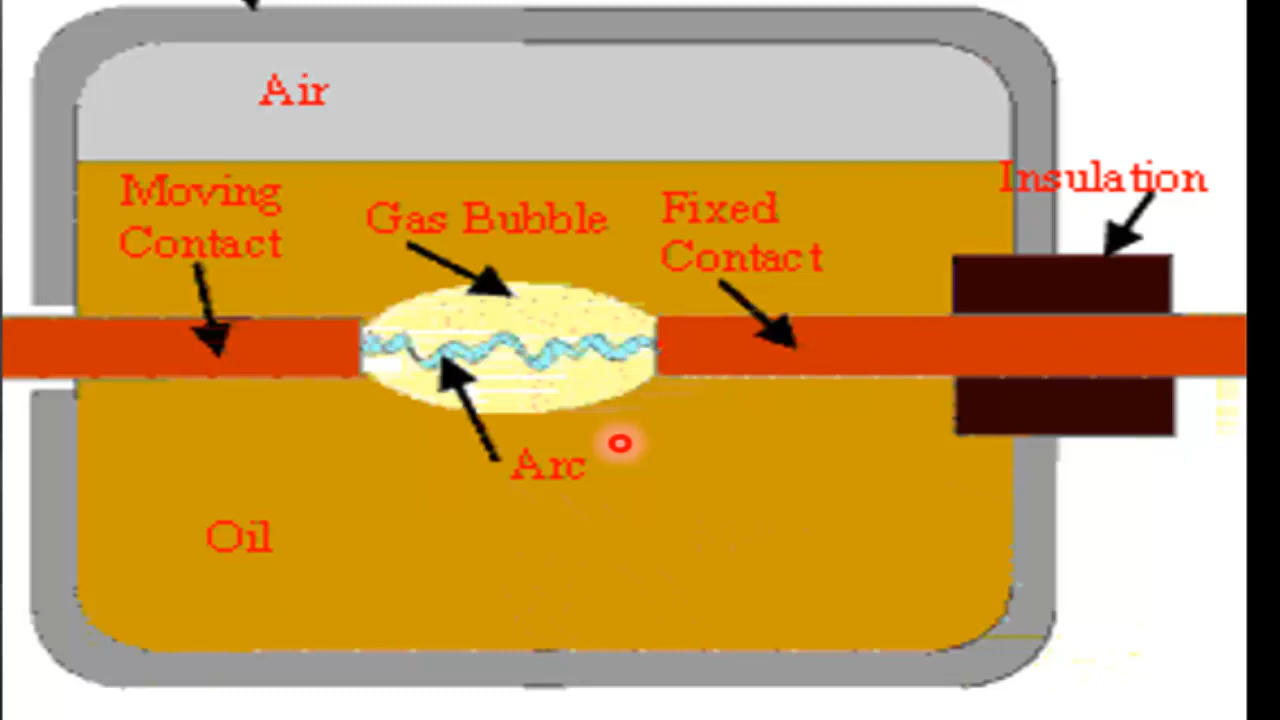 Air
Moving
Contact
Gas Bubble
Fixed
Contact
Insulation
Arc
Oil